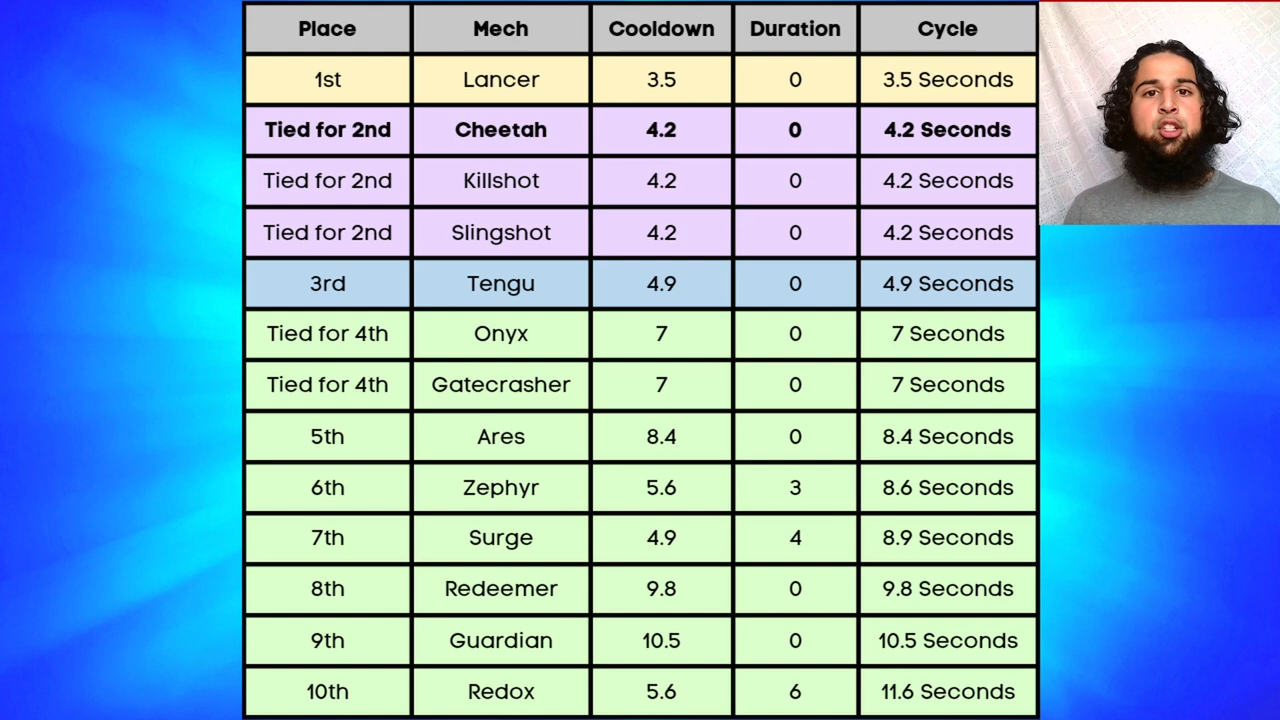 Place Mech Cooldown Duration Cycle
1st Lancer 3.5 0 3.5 Seconds
Tied for 2nd Cheetah 4.2 0 4.2 Seconds
Tied for 2nd Killshot 4.2 0 4.2 Seconds
Tied for 2nd Slingshot 4.2 0 4.2 Seconds
3rd Tengu 4.9 0 4.9 Seconds
Tied for 4th Onyx 7 0 7 Seconds
Tied for 4th Gatecrasher 7 0 7 Seconds
5th Ares 8.4 0 8.4 Seconds
6th Zephyr 5.6 3 8.6 Seconds
7th Surge 4.9 4 8.9 Seconds
8th Redeemer 9.8 0 9.8 Seconds
9th Guardian 10.5 0 10.5 Seconds
10th Redox 5.6 6 11.6 Seconds